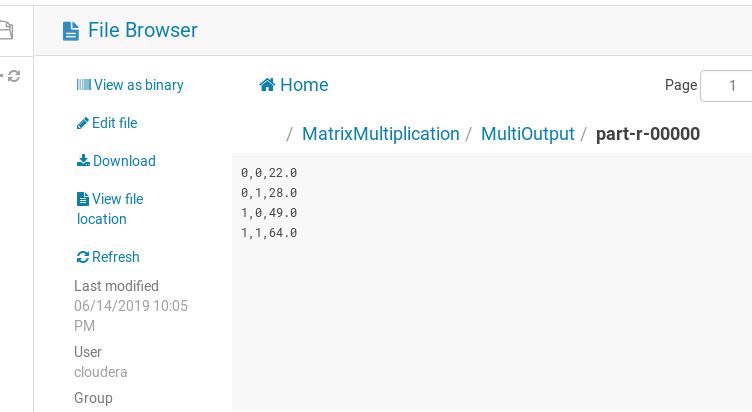 File Browser
View as binary
Edit file
Download
View file
location
Refresh
Last modified
06/14/2019 10:05
PM
User
cloudera
Group
Home
Page 1
/ MatrixMultiplication / MultiOutput / part-r-00000
0,0,22.0
0,1,28.0
1,0,49.0
1,1,64.0